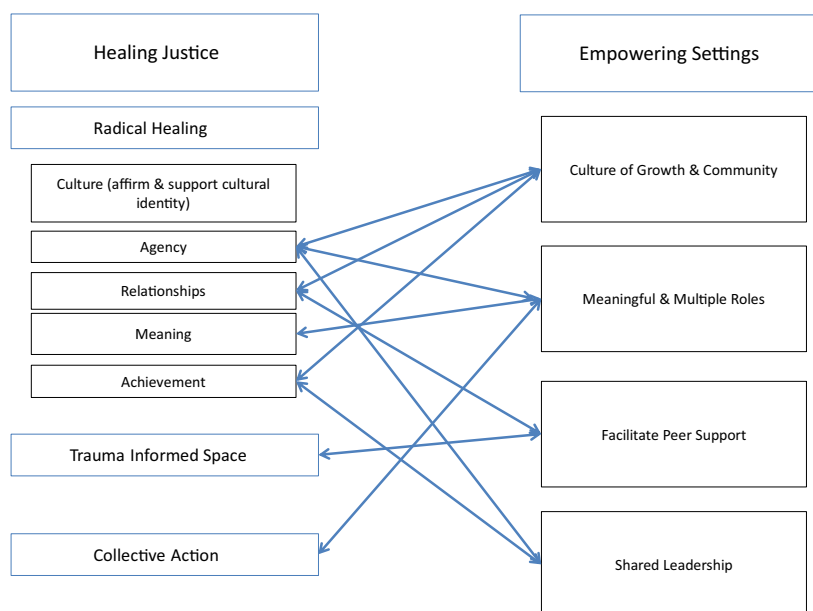 Healing Justice
Radical Healing
Culture (affirm & support cultural
identity)
Agency
Relationships
Meaning
Achievement
Trauma Informed Space
Collective Action
Empowering Settings
Culture of Growth & Community
Meaningful & Multiple Roles
Facilitate Peer Support
Shared Leadership